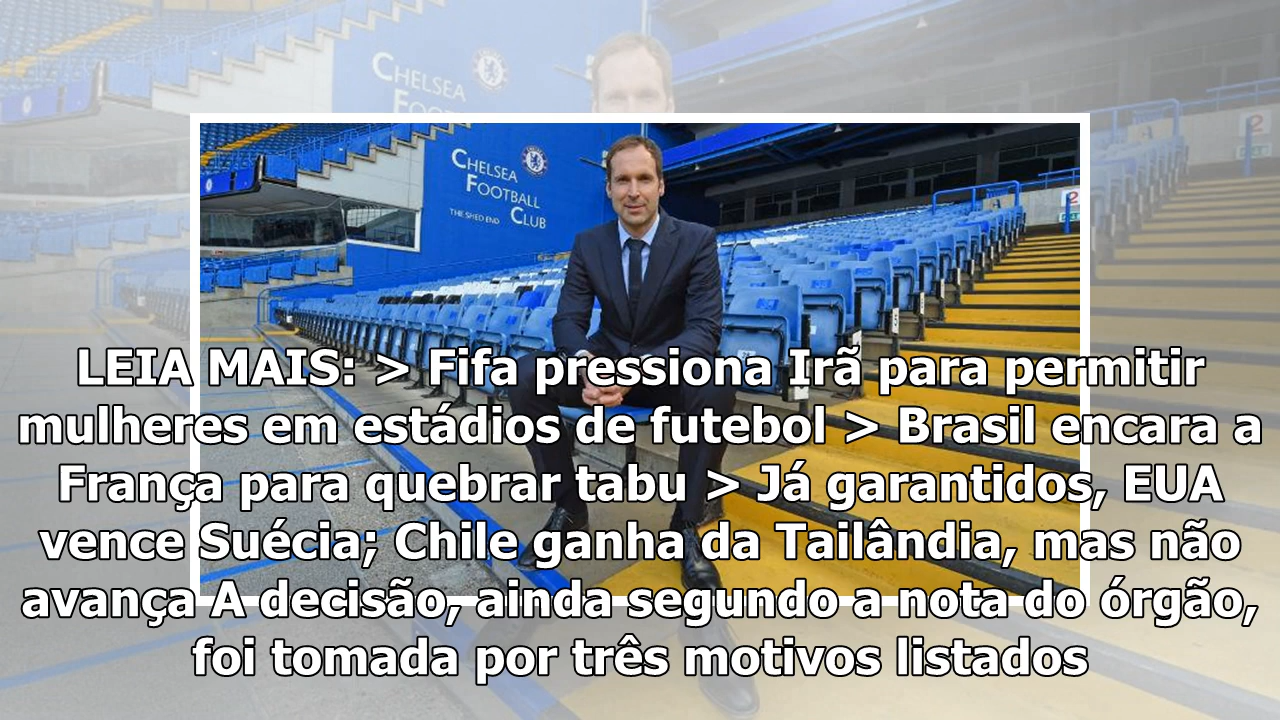 CHELSEA
FOOTBALL
CLUB
THE SHED END
2
LEIA MAIS: > Fifa pressiona Irã para permitir
mulheres em estádios de futebol > Brasil encara a
França para quebrar tabu > Já garantidos, EUA
vence Suécia; Chile ganha da Tailândia, mas não
avança A decisão, ainda segundo a nota do órgão,
foi tomada por três motivos listados